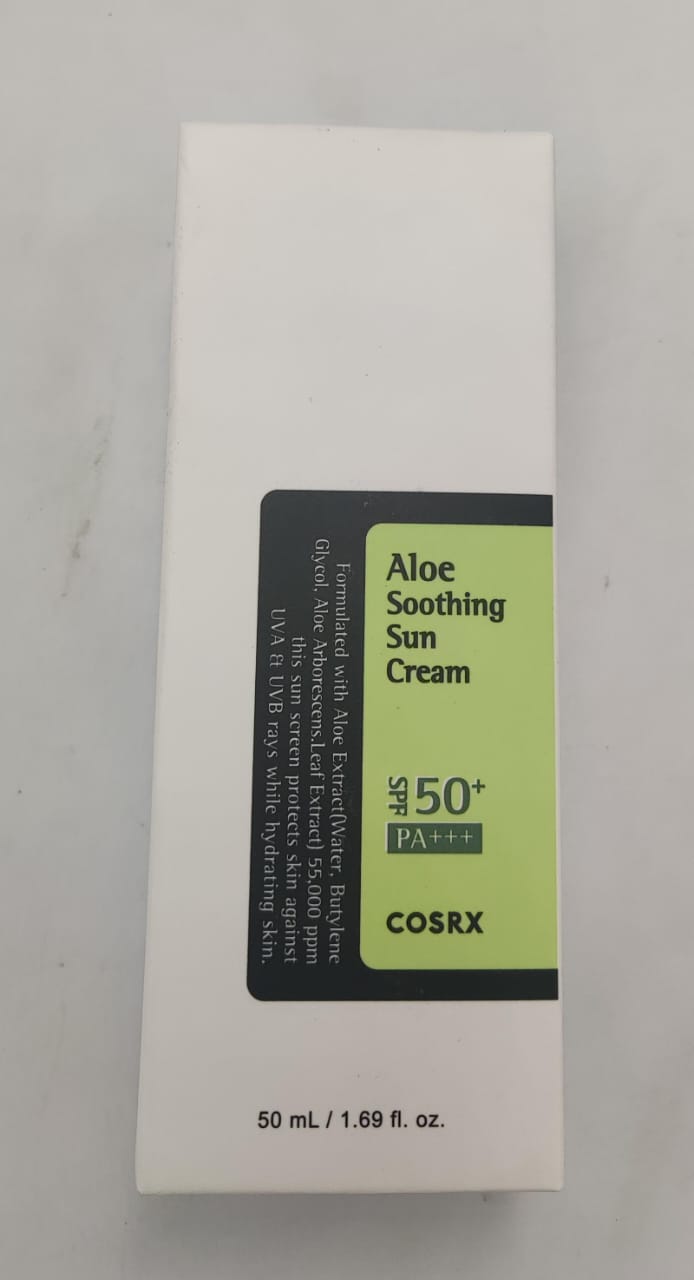 Aloe
Soothing
Sun
Cream
SPF 50+
PA+++
COSRX
Formulated with Aloe Extract(Water, Butylene
Glycol, Aloe Arborescens.Leaf Extract) 55,000 ppm
this sun screen protects skin against
UVA & UVB rays while hydrating skin.
50 mL / 1.69 fl. oz.